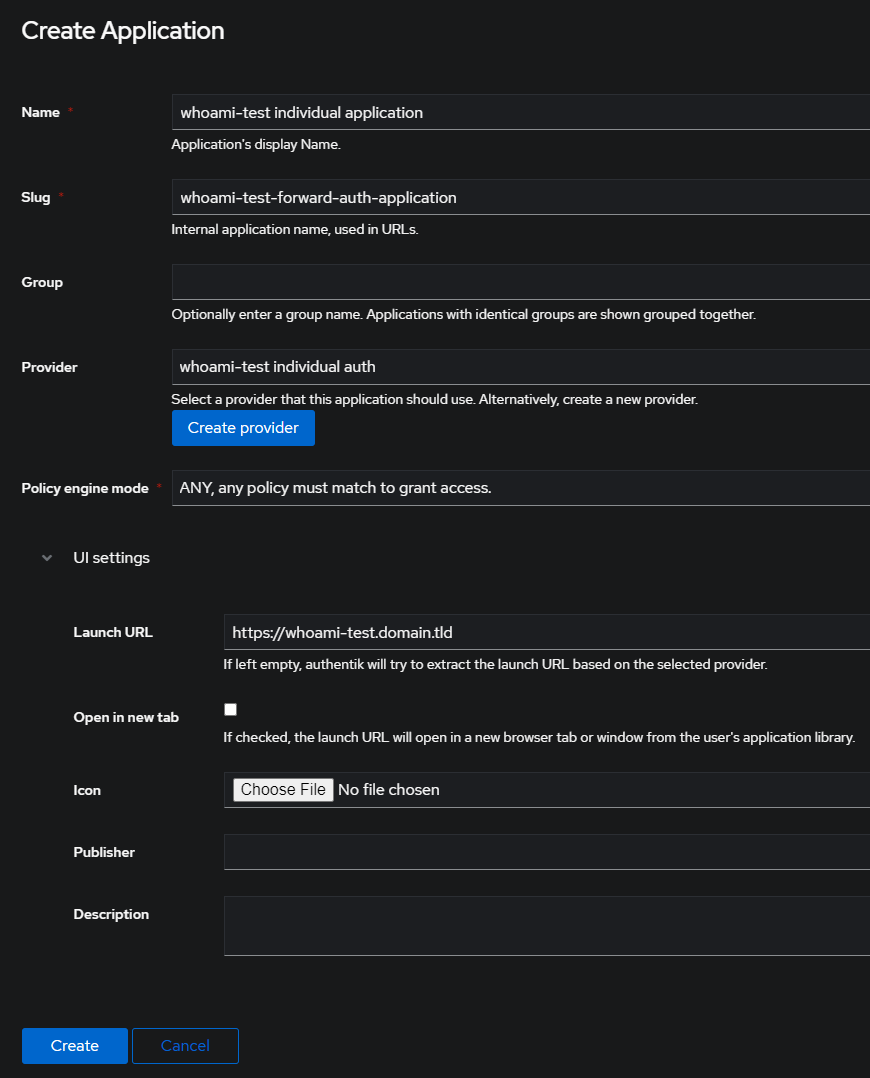 Create Application
Name *
whoami-test individual application
Application's display Name.
Slug *
whoami-test-forward-auth-application
Internal application name, used in URLs.
Group
Optionally enter a group name. Applications with identical groups are shown grouped together.
Provider
whoami-test individual auth
Select a provider that this application should use. Alternatively, create a new provider.
Create provider
Policy engine mode *
ANY, any policy must match to grant access.
UI settings
Launch URL
https://whoami-test.domain.tld
If left empty, authentik will try to extract the launch URL based on the selected provider.
Open in new tab
If checked, the launch URL will open in a new browser tab or window from the user's application library.
Icon
Choose File No file chosen
Publisher
Description
Create Cancel